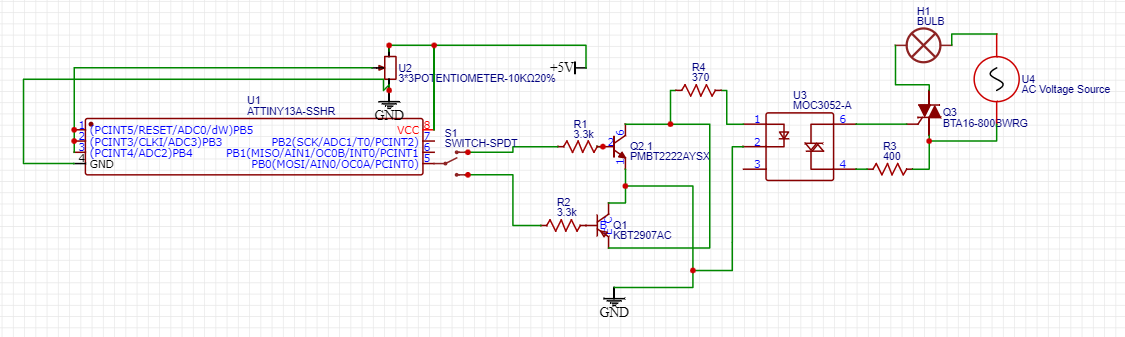 H1
BULB
U4
AC Voltage Source
U2
3*3POTENTIOMETER-10KΩ20%
+5V
GND
R4
370
U3
MOC3052-A
Q3
BTA16-800BWRG
U1
ATTINY13A-SSHR
1 (PCINT5/RESET/ADC0/dW)PB5
2 (PCINT3/CLKI/ADC3)PB3
3 (PCINT4/ADC2)PB4
4 GND
VCC 8
PB2(SCK/ADC1/T0/PCINT2) 7
PB1(MISO/AIN1/OC0B/INT0/PCINT1 6
PB0(MOSI/AIN0/OC0A/PCINT0) 5
S1
SWITCH-SPDT
R1
3.3k
2
6
1
Q2.1
PMBT2222AYSX
1
2
3
6
4
R3
400
R2
3.3k
B
C
E
Q1
KBT2907AC
GND